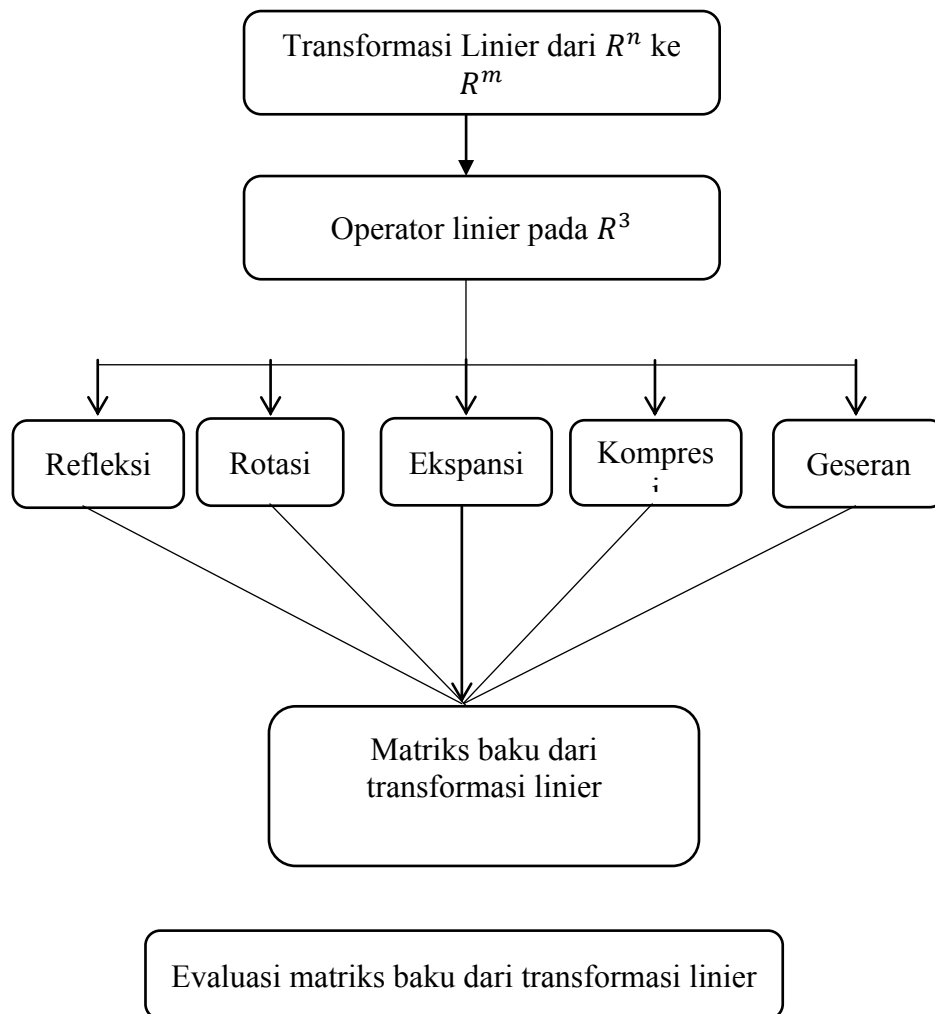 Transformasi Linier dari 𝑅ⁿ ke
𝑅ᵐ
Operator linier pada 𝑅³
Refleksi
Rotasi
Ekspansi
Kompres
i
Geseran
Matriks baku dari
transformasi linier
Evaluasi matriks baku dari transformasi linier